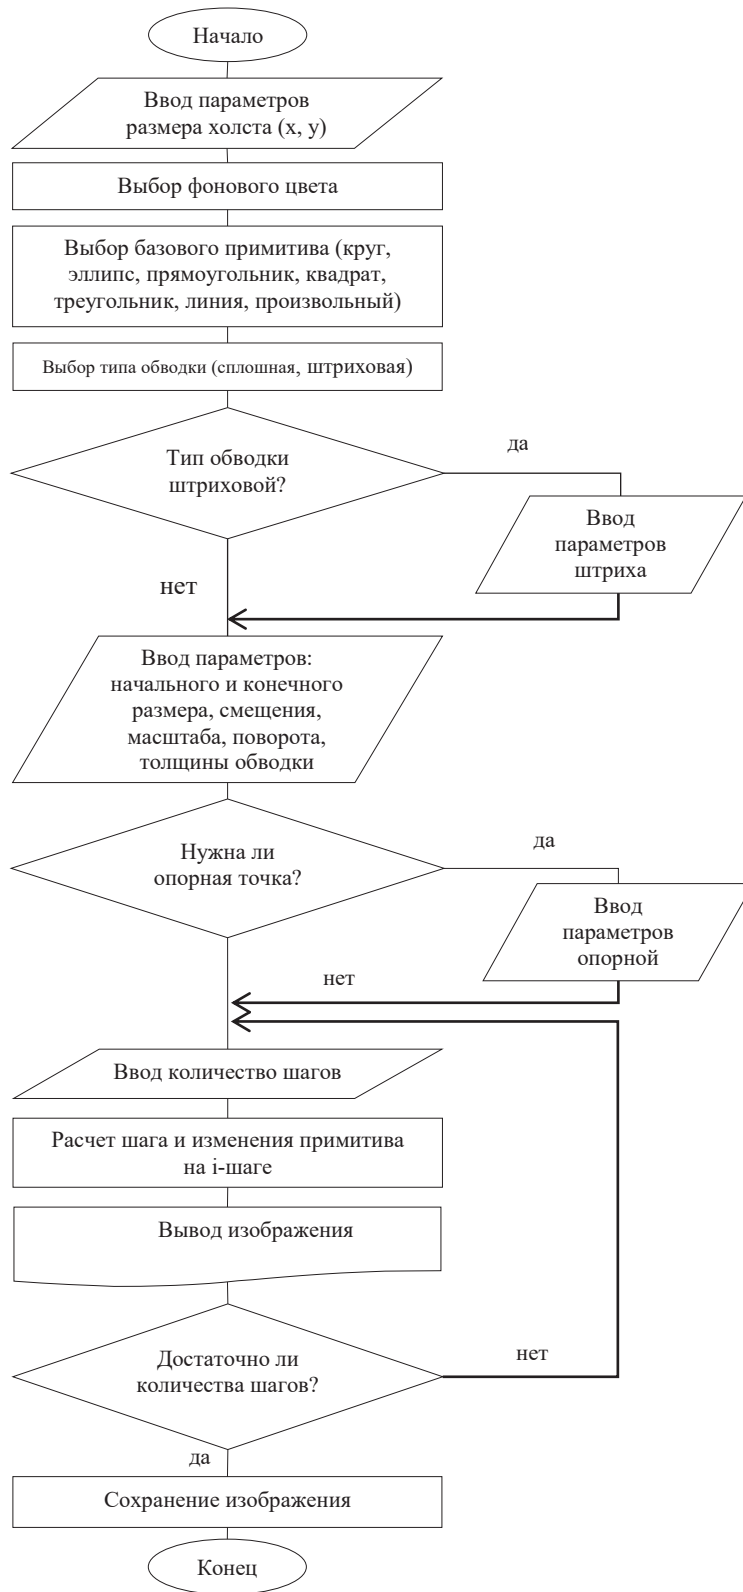 Начало
Ввод параметров
размера холста (x, y)
Выбор фонового цвета
Выбор базового примитива (круг,
эллипс, прямоугольник, квадрат,
треугольник, линия, произвольный)
Выбор типа обводки (сплошная, штриховая)
Тип обводки
штриховой?
да
Ввод
параметров
штриха
нет
Ввод параметров:
начального и конечного
размера, смещения,
масштаба, поворота,
толщины обводки
Нужна ли
опорная точка?
да
Ввод
параметров
опорной
нет
Ввод количество шагов
Расчет шага и изменения примитива
на i-шаге
Вывод изображения
Достаточно ли
количества шагов?
нет
да
Сохранение изображения
Конец